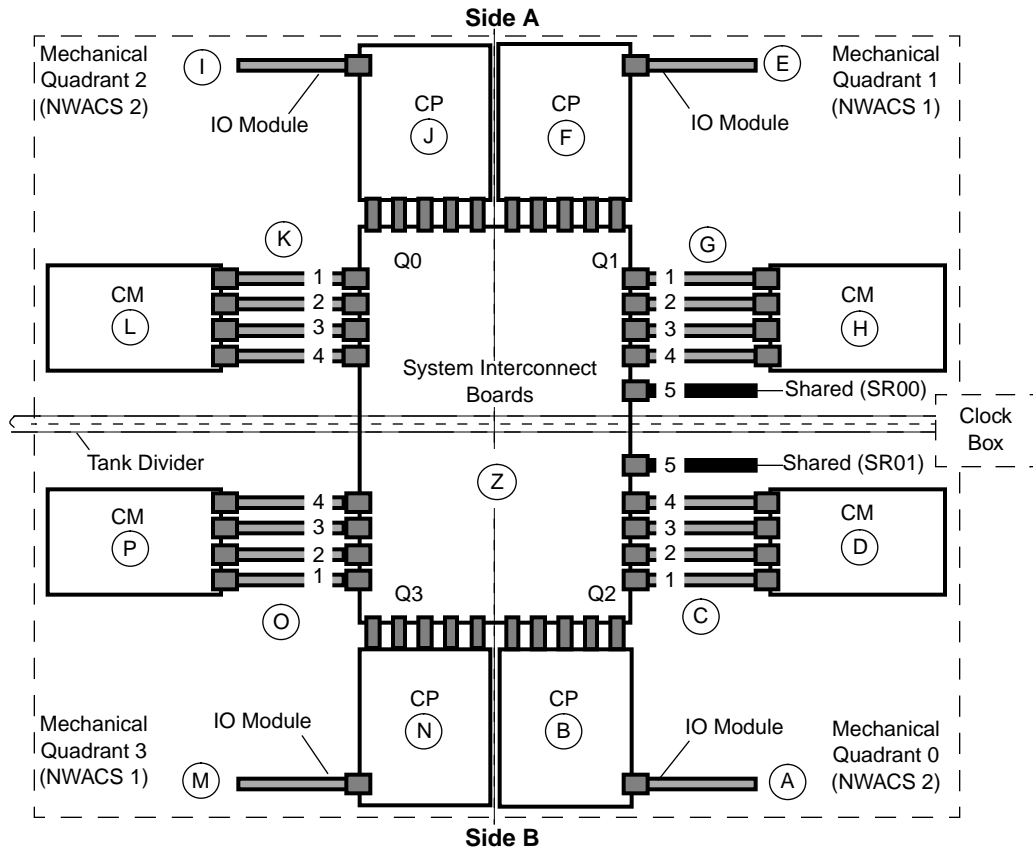 Side A
Mechanical
Quadrant 2
(NWACS 2)
I
IO Module
CP
J
CP
F
E
IO Module
Mechanical
Quadrant 1
(NWACS 1)
K
Q0
Q1
G
CM
L
1
2
3
4
1
2
3
4
5
CM
H
System Interconnect
Boards
Shared (SR00)
Clock
Box
Tank Divider
Z
5
Shared (SR01)
CM
P
4
3
2
1
4
3
2
1
CM
D
O
Q3
Q2
C
Mechanical
Quadrant 3
(NWACS 1)
IO Module
M
CP
N
CP
B
IO Module
A
Mechanical
Quadrant 0
(NWACS 2)
Side B